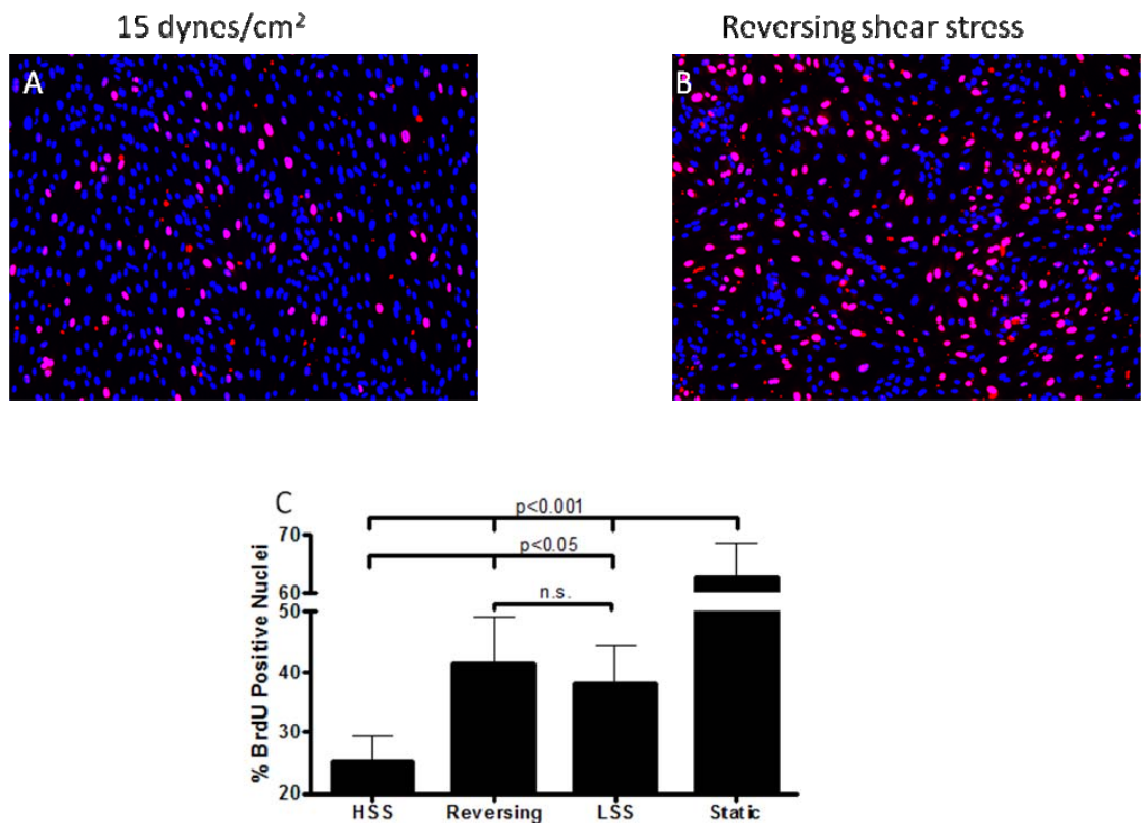 15 dynes/cm²
Reversing shear stress
A
B
C
p<0.001
p<0.05
n.s.
% BrdU Positive Nuclei
70
60
50
40
30
20
HSS
Reversing
LSS
Static